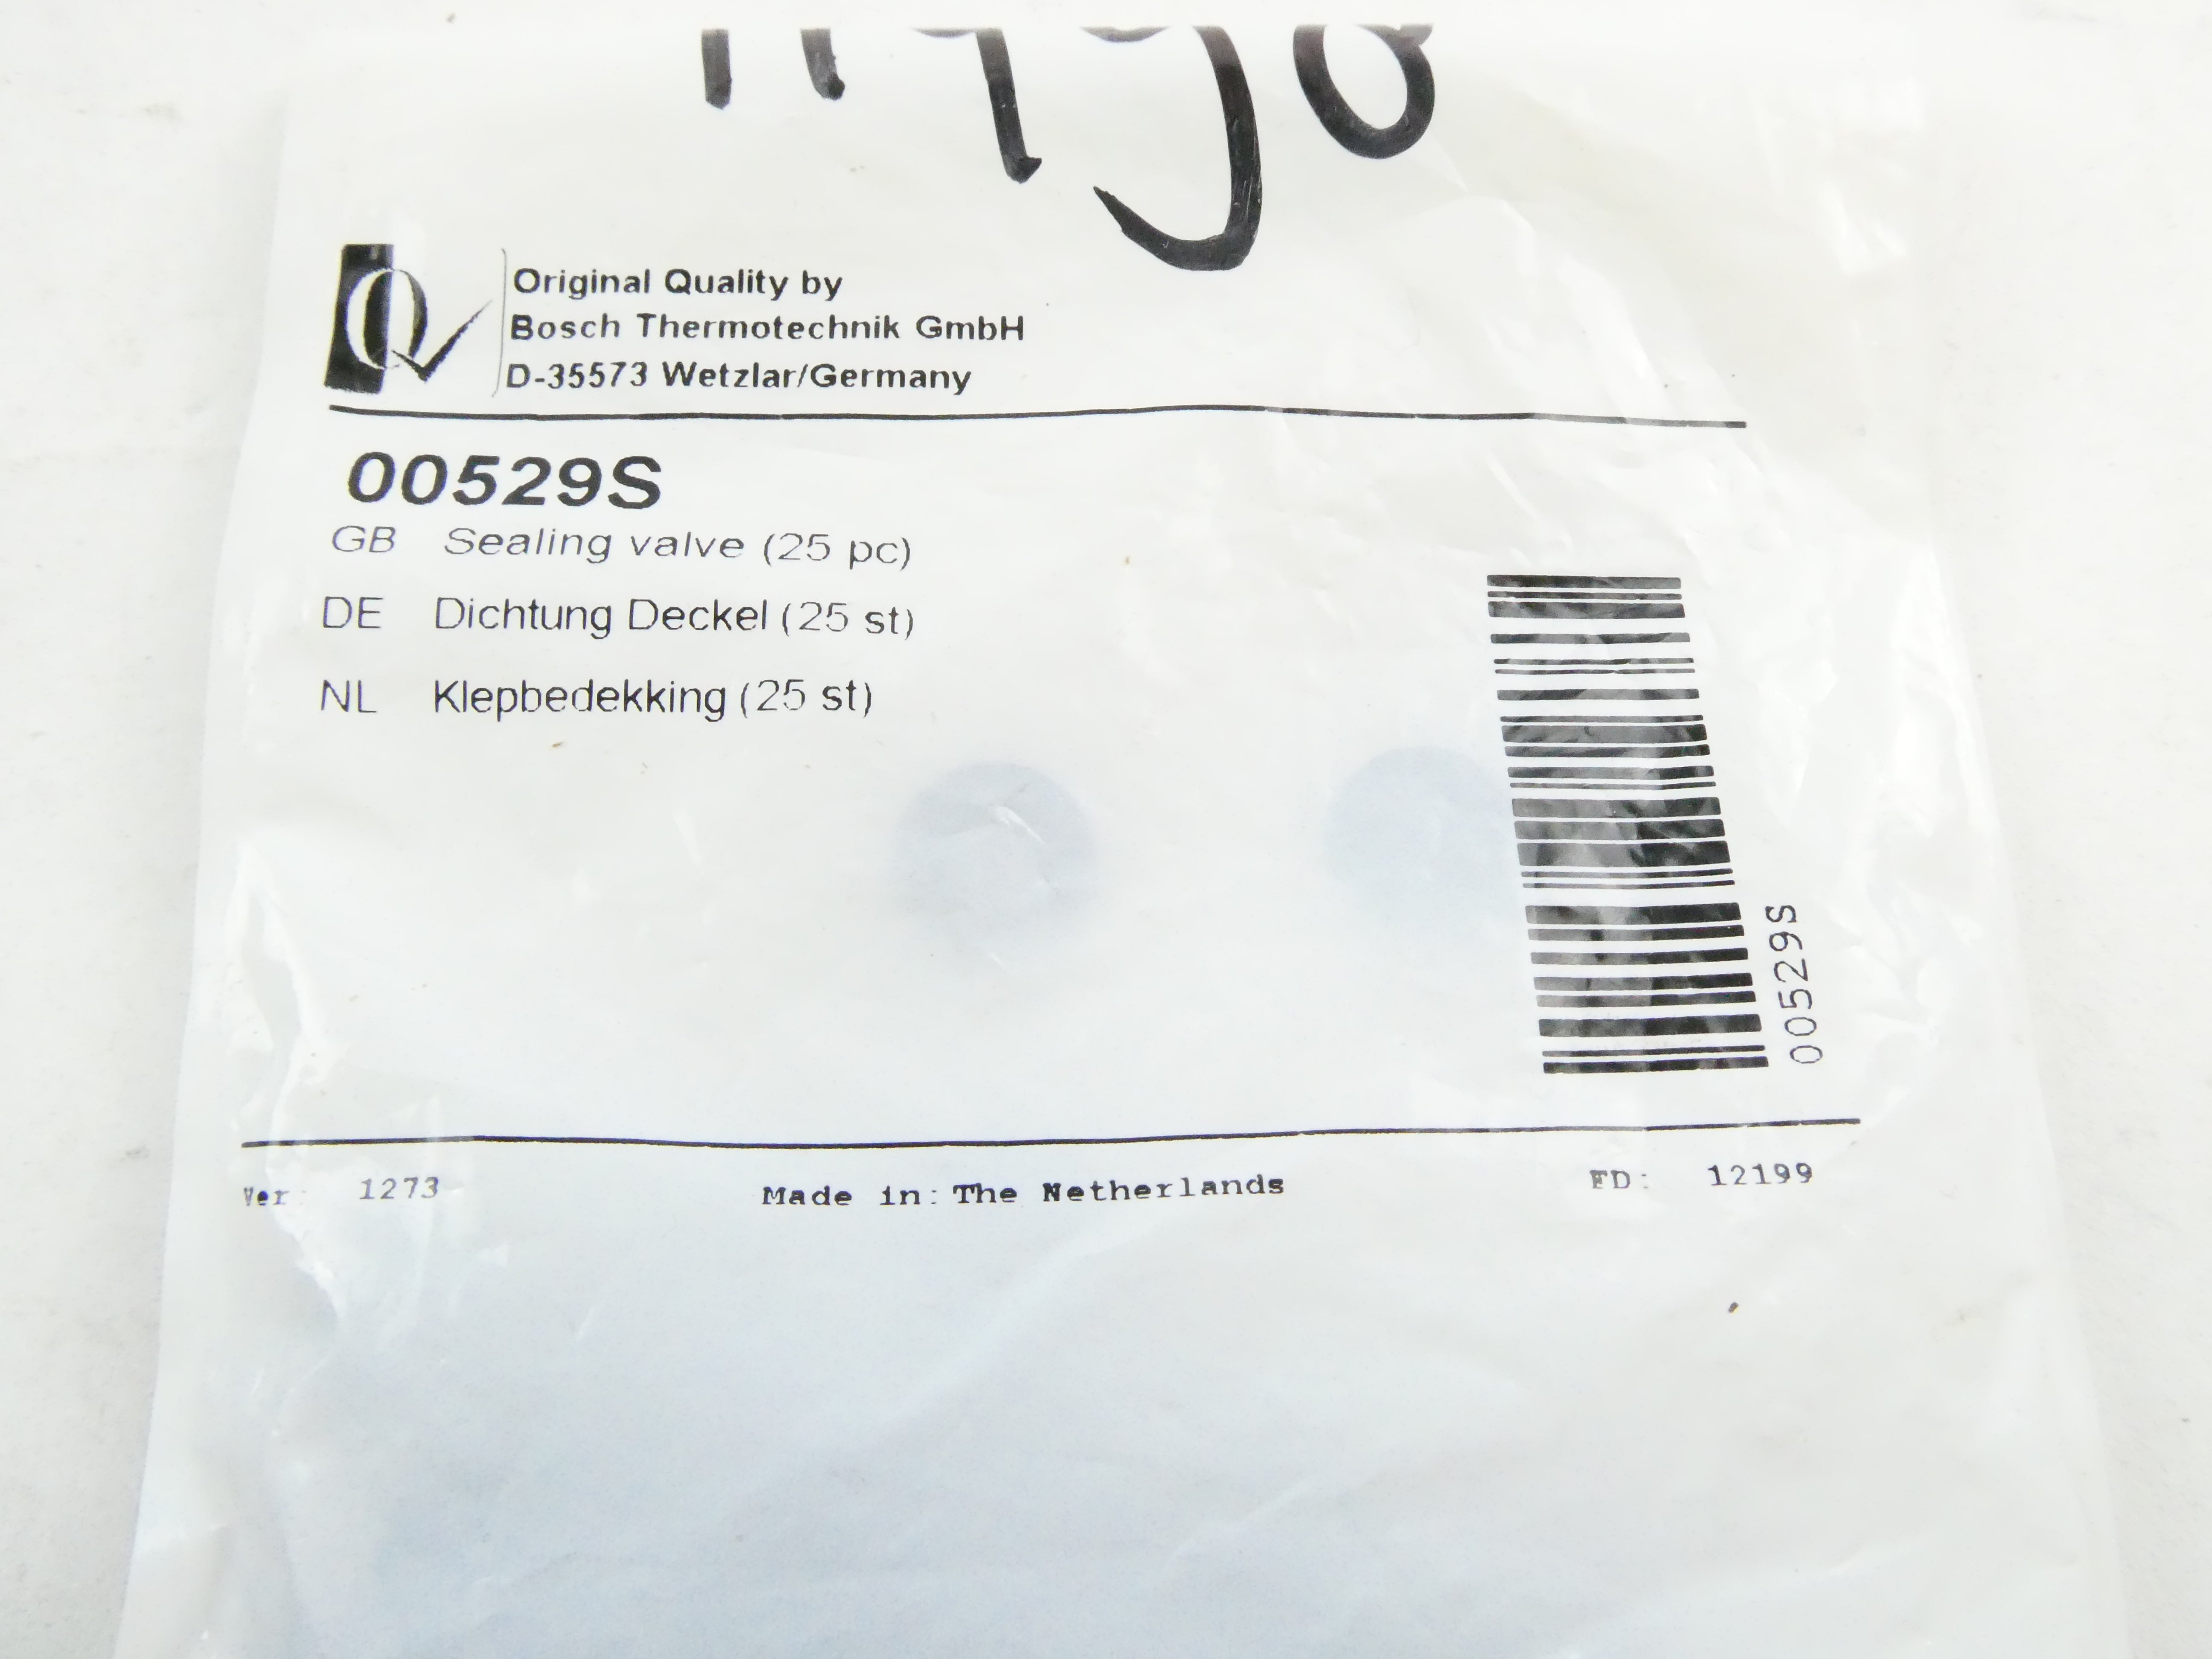 Original Quality by
Bosch Thermotechnik GmbH
D-35573 Wetzlar/Germany
00529S
GB Sealing valve (25 pc)
DE Dichtung Deckel (25 st)
NL Klepbedekking (25 st)
00529S
Ver: 1273 Made in: The Netherlands FD: 12199